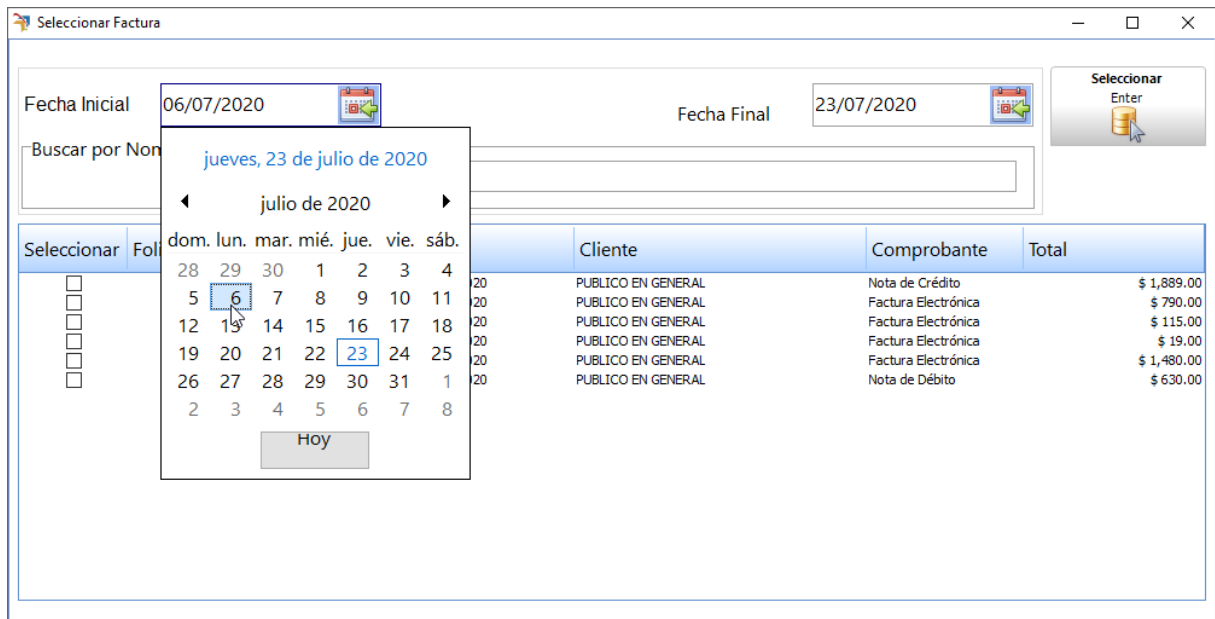 Seleccionar Factura
Fecha Inicial 06/07/2020 Fecha Final 23/07/2020 Seleccionar
Enter
Buscar por Nom
jueves, 23 de julio de 2020
julio de 2020
dom. lun. mar. mié. jue. vie. sáb.
28 29 30 1 2 3 4
5 6 7 8 9 10 11
12 13 14 15 16 17 18
19 20 21 22 23 24 25
26 27 28 29 30 31 1
2 3 4 5 6 7 8
Hoy
Seleccionar Foli Cliente Comprobante Total
020 PUBLICO EN GENERAL Nota de Crédito $ 1,889.00
020 PUBLICO EN GENERAL Factura Electrónica $ 790.00
020 PUBLICO EN GENERAL Factura Electrónica $ 115.00
020 PUBLICO EN GENERAL Factura Electrónica $ 19.00
020 PUBLICO EN GENERAL Factura Electrónica $ 1,480.00
020 PUBLICO EN GENERAL Nota de Débito $ 630.00